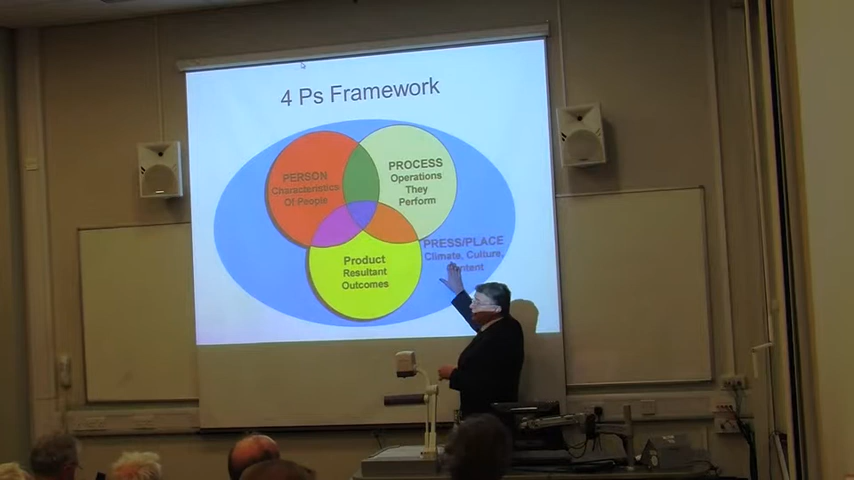 4 Ps Framework
PERSON
Characteristics
Of People
PROCESS
Operations
They
Perform
PRESS/PLACE
Climate, Culture,
Product
Resultant
Outcomes